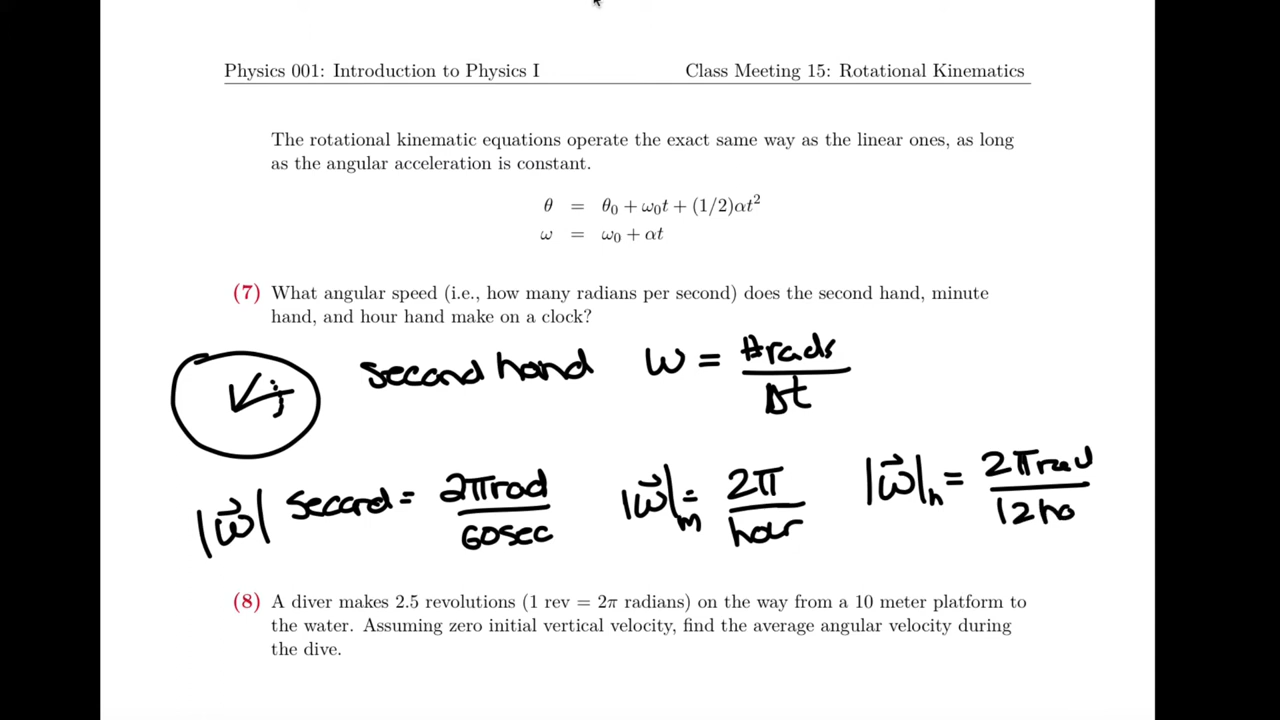 Physics 001: Introduction to Physics I Class Meeting 15: Rotational Kinematics
The rotational kinematic equations operate the exact same way as the linear ones, as long
as the angular acceleration is constant.
θ = θ₀ + ω₀t + (1/2)αt²
ω = ω₀ + αt
(7) What angular speed (i.e., how many radians per second) does the second hand, minute
hand, and hour hand make on a clock?
second hand ω = #rads / Δt
|ω⃗| second = 2πrad / 60sec |ω⃗|m = 2π / hour |ω⃗|h = 2πrad / 12ho
(8) A diver makes 2.5 revolutions (1 rev = 2π radians) on the way from a 10 meter platform to
the water. Assuming zero initial vertical velocity, find the average angular velocity during
the dive.